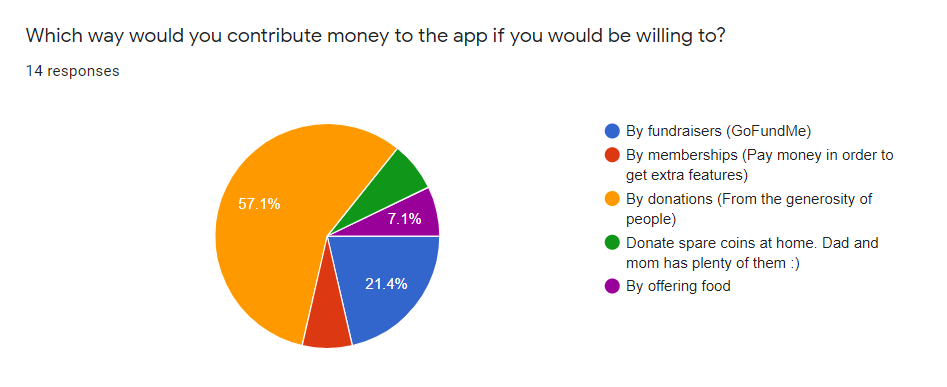 Which way would you contribute money to the app if you would be willing to?
14 responses
57.1%
7.1%
21.4%
By fundraisers (GoFundMe)
By memberships (Pay money in order to
get extra features)
By donations (From the generosity of
people)
Donate spare coins at home. Dad and
mom has plenty of them :)
By offering food